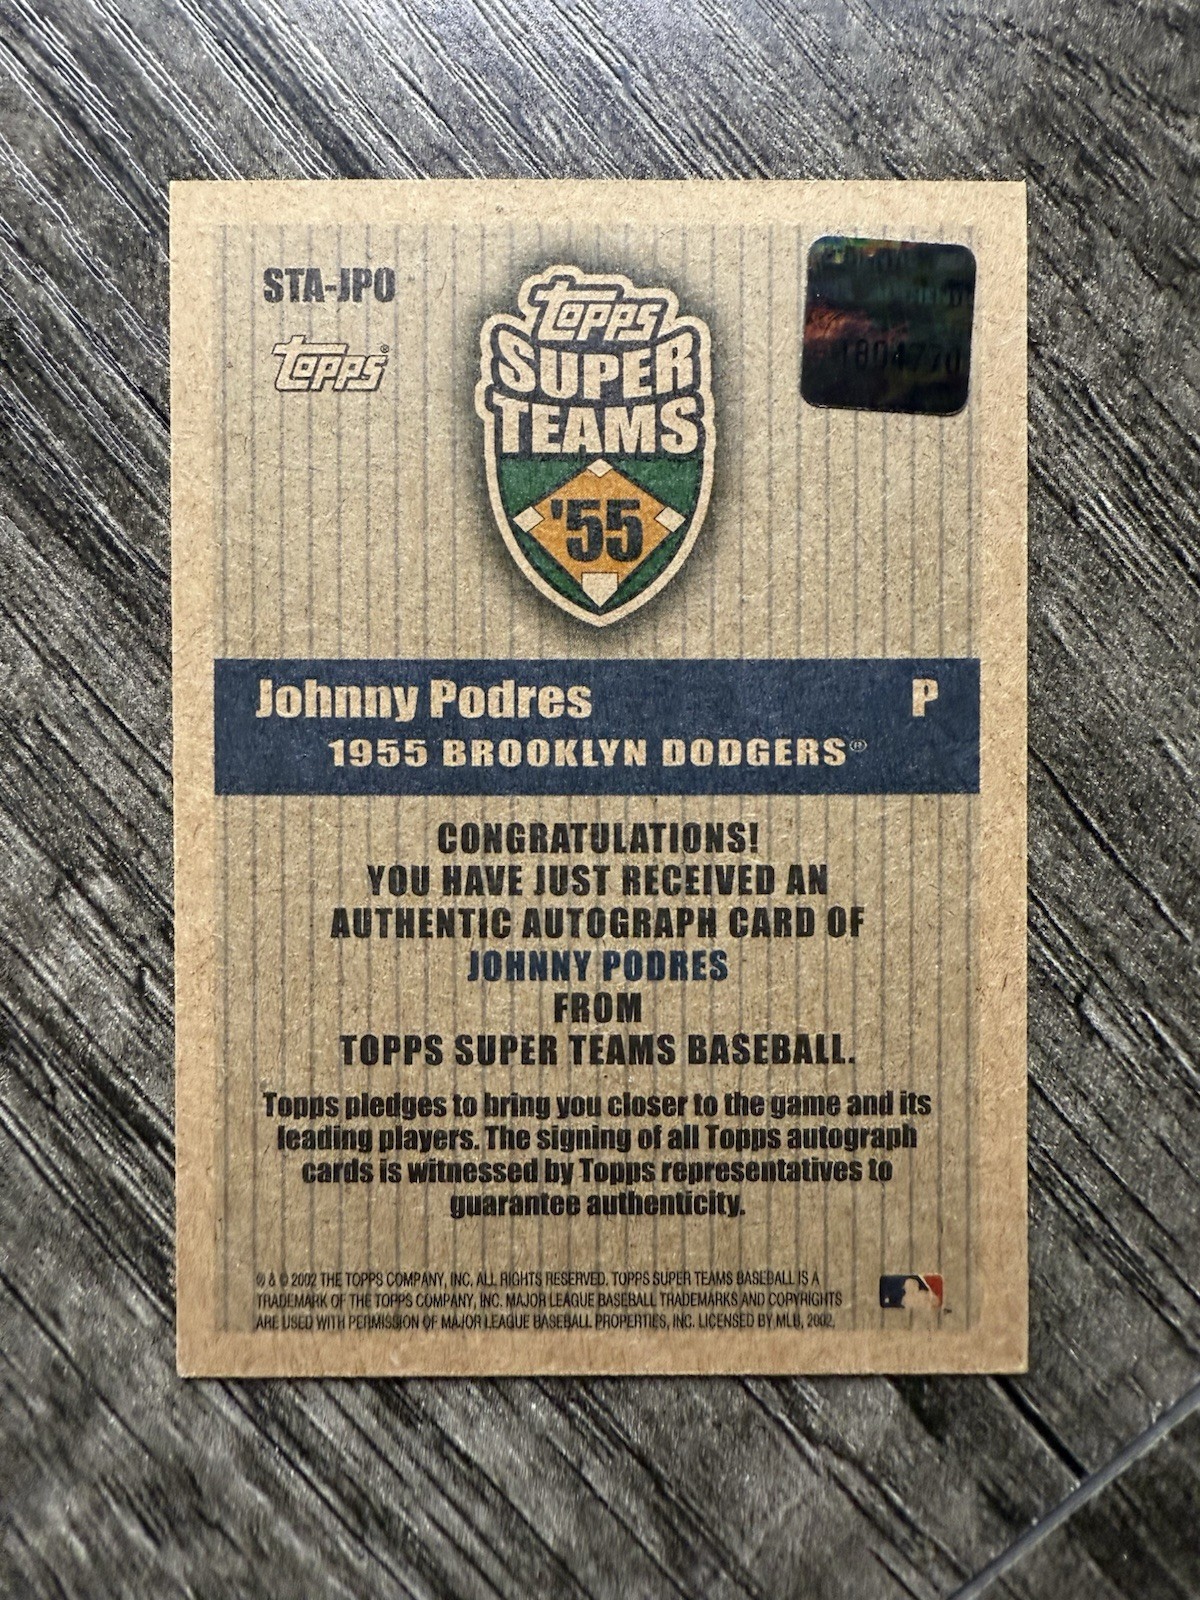 STA-JPO
Topps®
Topps
SUPER
TEAMS
'55
Johnny Podres P
1955 BROOKLYN DODGERS®
CONGRATULATIONS!
YOU HAVE JUST RECEIVED AN
AUTHENTIC AUTOGRAPH CARD OF
JOHNNY PODRES
FROM
TOPPS SUPER TEAMS BASEBALL.
Topps pledges to bring you closer to the game and its
leading players. The signing of all Topps autograph
cards is witnessed by Topps representatives to
guarantee authenticity.
® & © 2002 THE TOPPS COMPANY, INC. ALL RIGHTS RESERVED. TOPPS SUPER TEAMS BASEBALL IS A
TRADEMARK OF THE TOPPS COMPANY, INC. MAJOR LEAGUE BASEBALL TRADEMARKS AND COPYRIGHTS
ARE USED WITH PERMISSION OF MAJOR LEAGUE BASEBALL PROPERTIES, INC. LICENSED BY MLB, 2002.